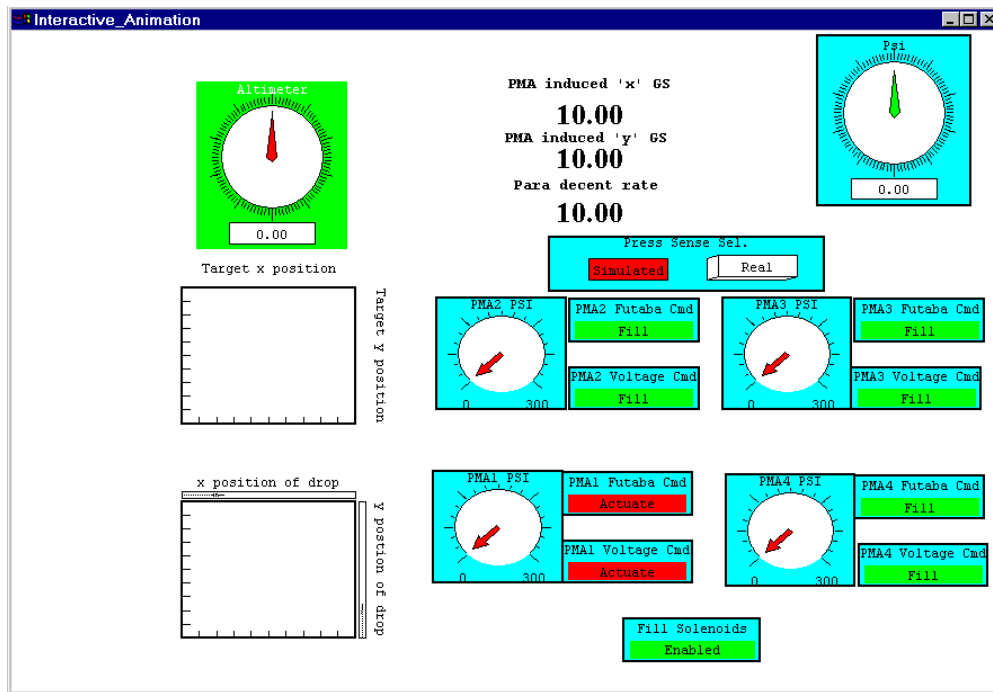 Interactive_Animation
Altimeter
0.00
PMA induced 'x' GS
10.00
PMA induced 'y' GS
10.00
Para decent rate
10.00
Psi
0.00
Press Sense Sel.
Simulated
Real
Target x position
Target y position
PMA2 PSI
0 300
PMA2 Futaba Cmd
Fill
PMA2 Voltage Cmd
Fill
PMA3 PSI
0 300
PMA3 Futaba Cmd
Fill
PMA3 Voltage Cmd
Fill
x position of drop
Y position of drop
PMA1 PSI
0 300
PMA1 Futaba Cmd
Actuate
PMA1 Voltage Cmd
Actuate
PMA4 PSI
0 300
PMA4 Futaba Cmd
Fill
PMA4 Voltage Cmd
Fill
Fill Solenoids
Enabled